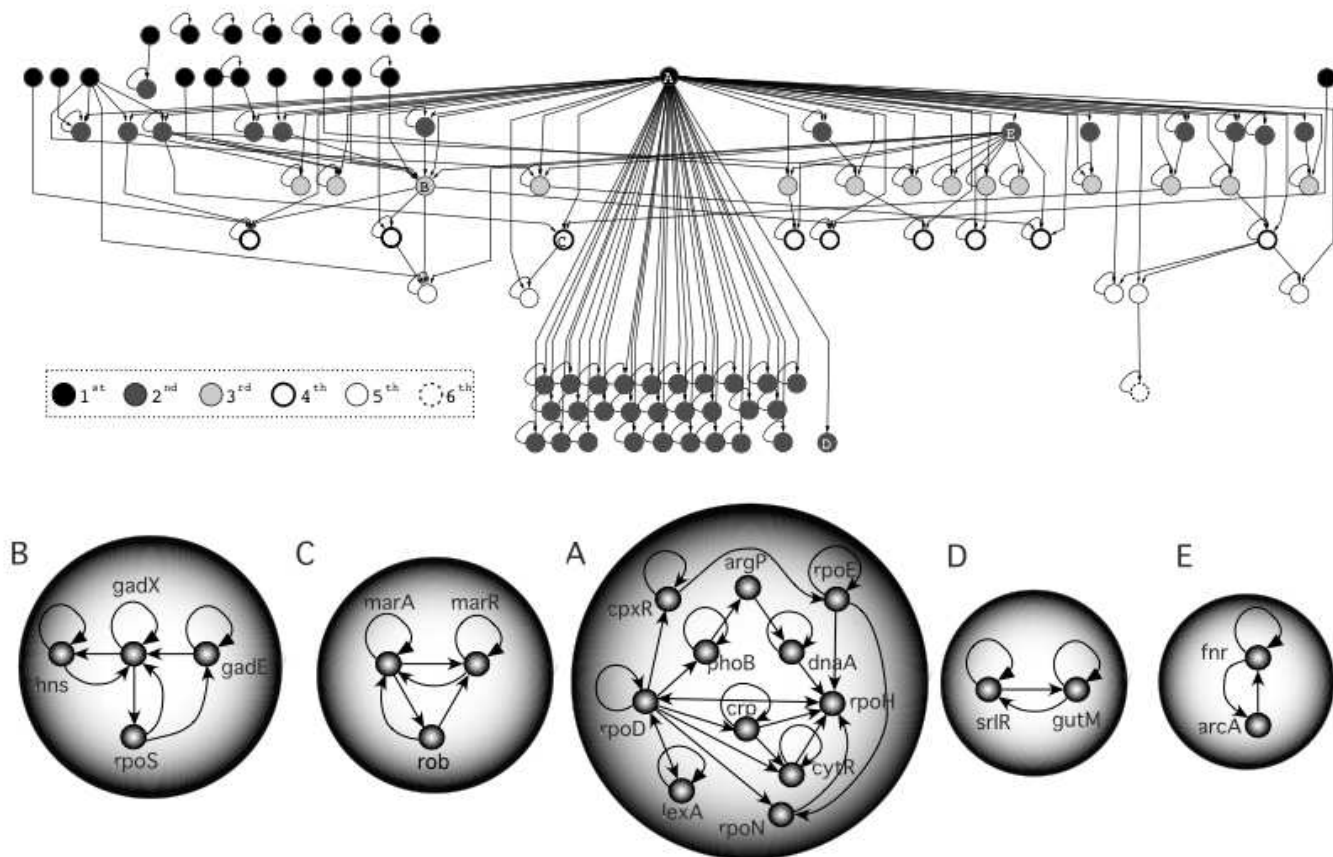 A
E
B
C
1st 2nd 3rd 4th 5th 6th
D
B
gadX
hns
gadE
rpoS
C
marA marR
rob
A
argP
rpoE
cpxR
phoB
dnaA
rpoD
crp
rpoH
cytR
lexA
rpoN
D
srlR gutM
E
fnr
arcA